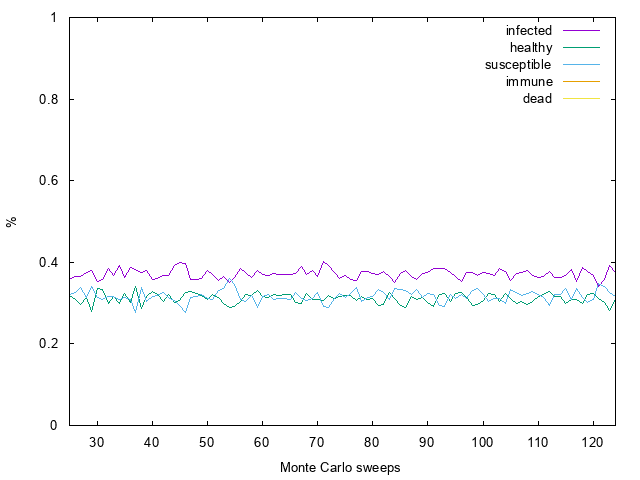 1
0.8
0.6
0.4
0.2
0
%
30 40 50 60 70 80 90 100 110 120
Monte Carlo sweeps
infected
healthy
susceptible
immune
dead